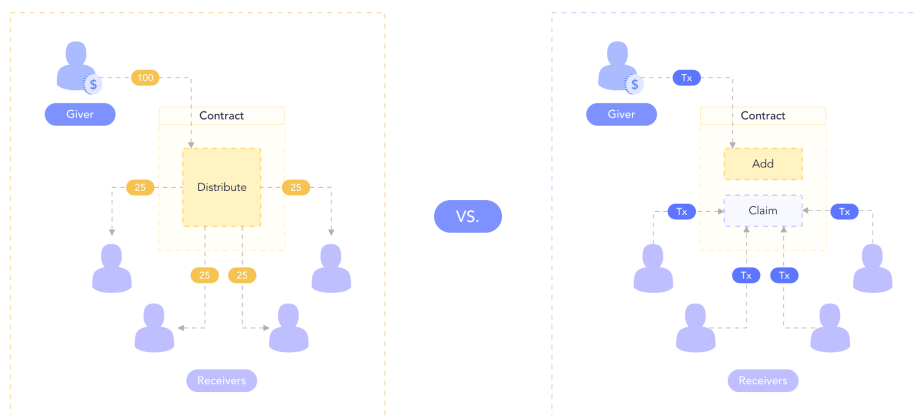 $
100
Giver
Contract
Distribute
25
25
25
25
Receivers
VS.
$
Tx
Giver
Contract
Add
Claim
Tx
Tx
Tx
Tx
Receivers